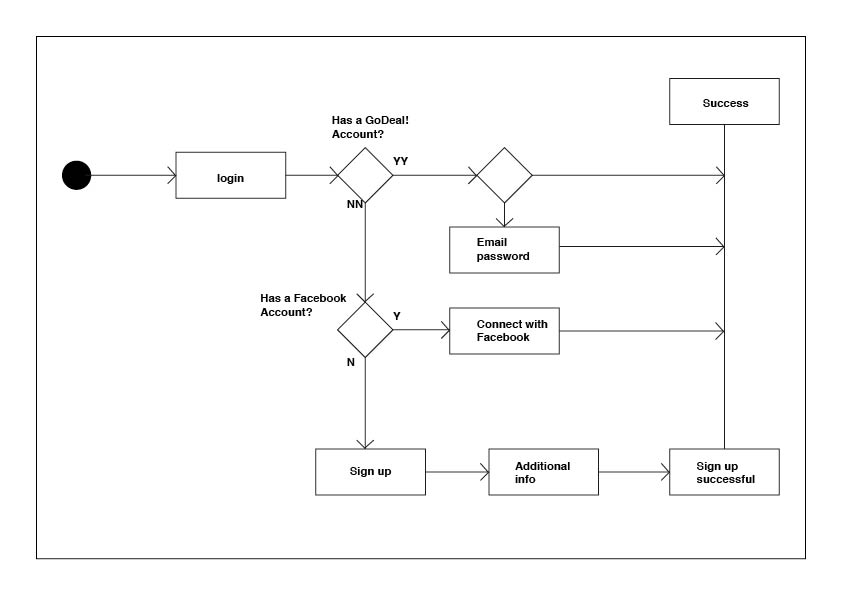 Success
Has a GoDeal!
Account?
YY
login
NN
Email
password
Has a Facebook
Account?
Y
Connect with
Facebook
N
Sign up
Additional
info
Sign up
successful